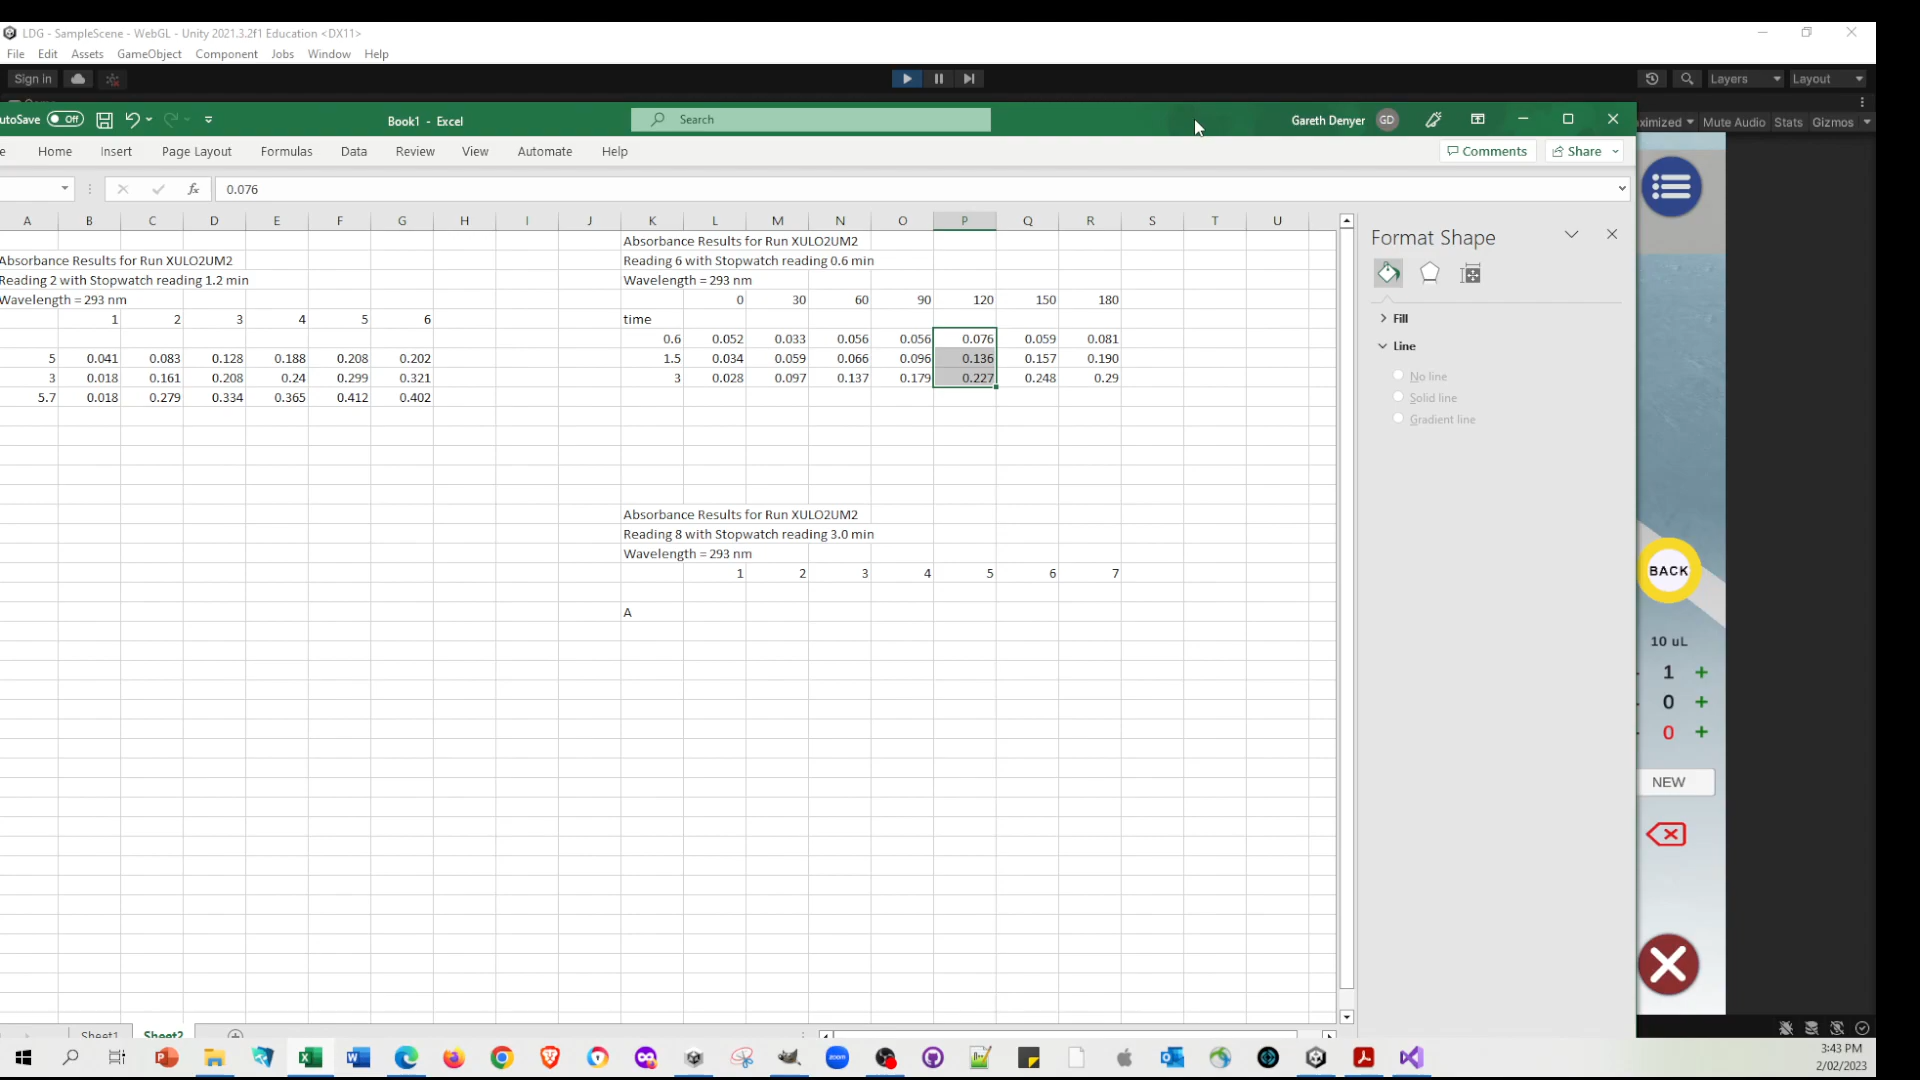 LDG - SampleScene - WebGL - Unity 2021.3.2f1 Education <DX11>
File Edit Assets GameObject Component Jobs Window Help
Sign in Layers Layout
utoSave Off Book1 - Excel Search Gareth Denyer GD
ximized Mute Audio Stats Gizmos
e Home Insert Page Layout Formulas Data Review View Automate Help Comments Share
fx 0.076
A B C D E F G H I J K L M N O P Q R S T U
Absorbance Results for Run XULO2UM2
Absorbance Results for Run XULO2UM2 Reading 6 with Stopwatch reading 0.6 min
Reading 2 with Stopwatch reading 1.2 min Wavelength = 293 nm
Wavelength = 293 nm 0 30 60 90 120 150 180
1 2 3 4 5 6 time
0.6 0.052 0.033 0.056 0.056 0.076 0.059 0.081
5 0.041 0.083 0.128 0.188 0.208 0.202 1.5 0.034 0.059 0.066 0.096 0.136 0.157 0.190
3 0.018 0.161 0.208 0.24 0.299 0.321 3 0.028 0.097 0.137 0.179 0.227 0.248 0.29
5.7 0.018 0.279 0.334 0.365 0.412 0.402
Absorbance Results for Run XULO2UM2
Reading 8 with Stopwatch reading 3.0 min
Wavelength = 293 nm
1 2 3 4 5 6 7
A
Sheet1 Sheet2
Format Shape
Fill
Line
No line
Solid line
Gradient line
BACK
10 uL
- 1 +
- 0 +
- 0 +
NEW
zoom
3:43 PM
2/02/2023